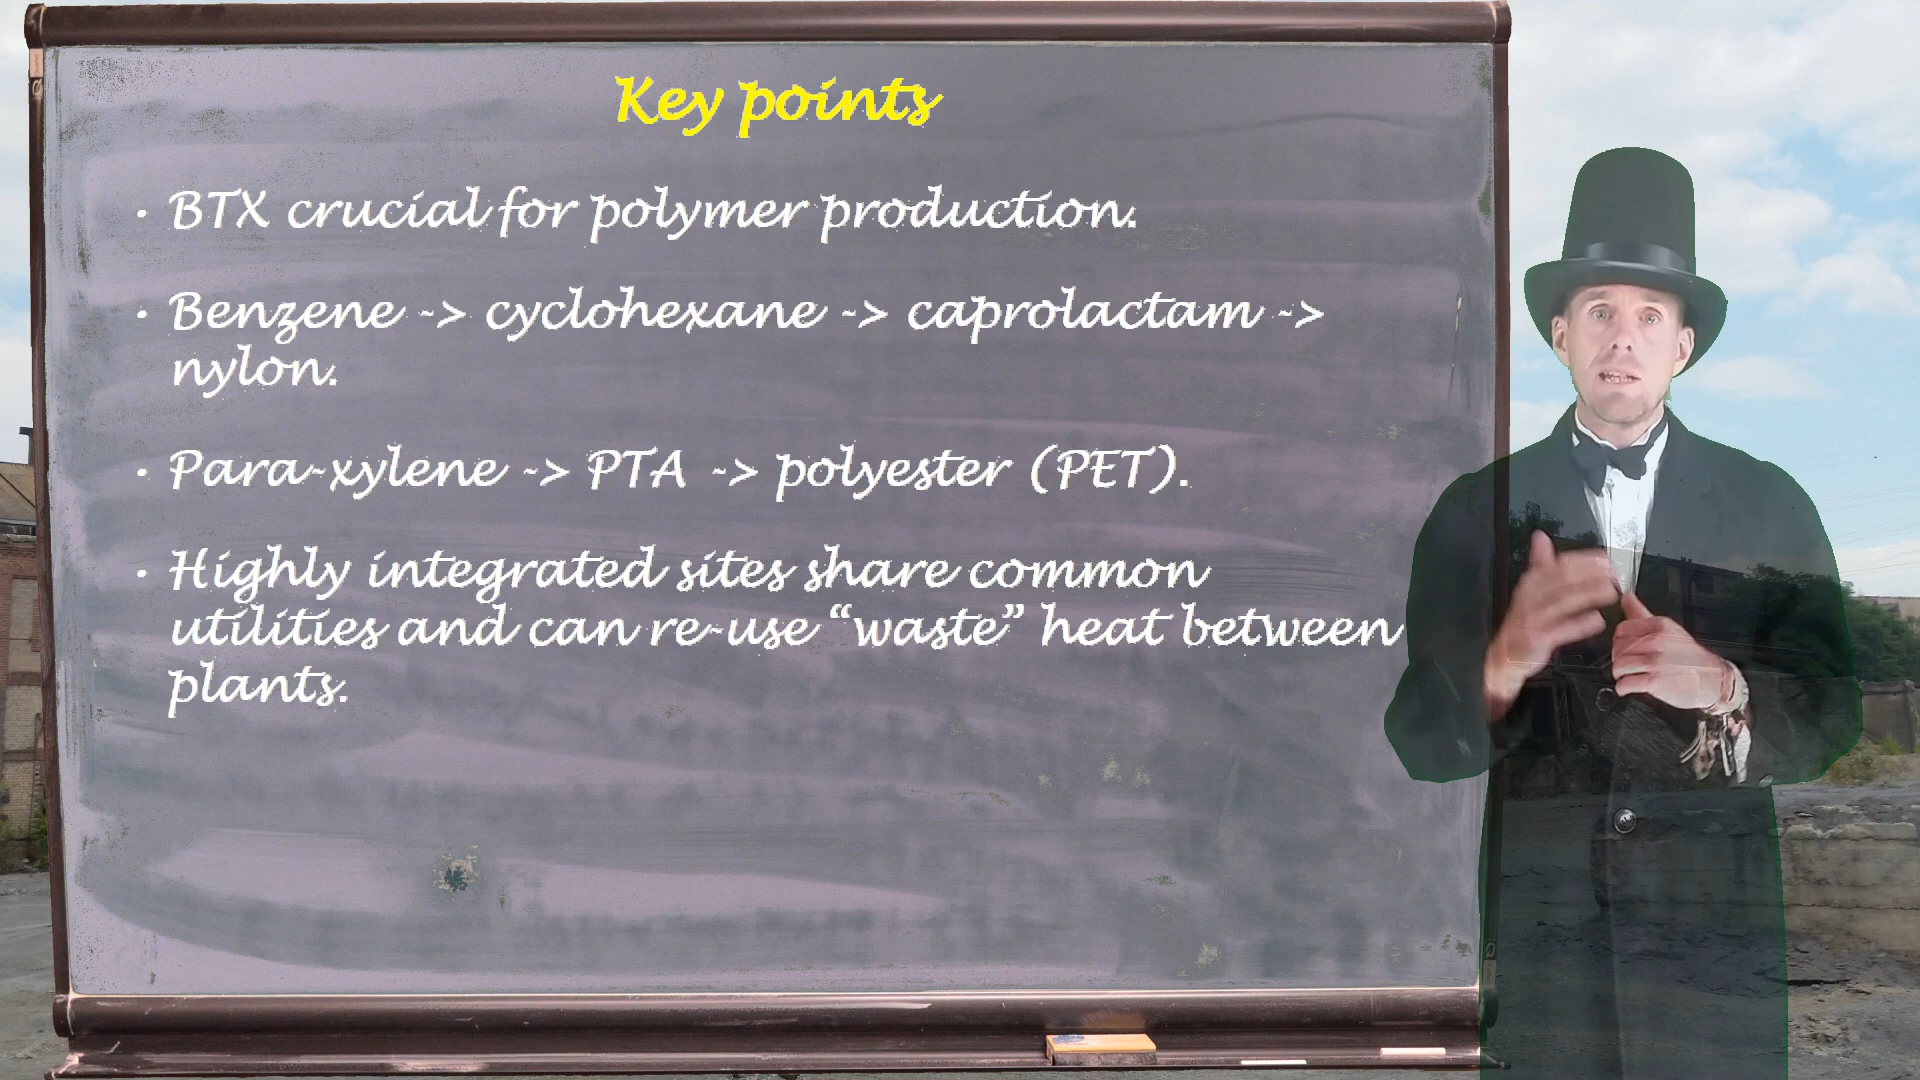 Key points
• BTX crucial for polymer production.
• Benzene -> cyclohexane -> caprolactam ->
nylon.
• Para-xylene -> PTA -> polyester (PET).
• Highly integrated sites share common
utilities and can re-use “waste” heat between
plants.